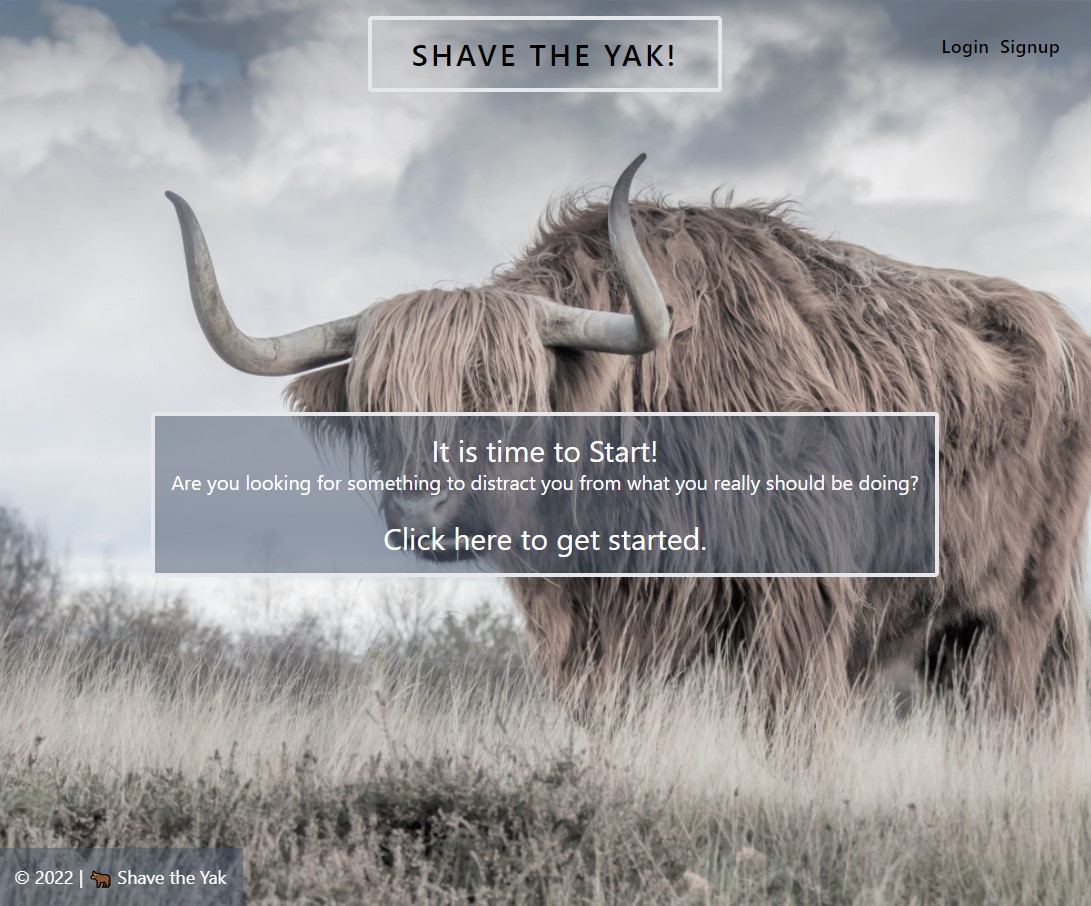 SHAVE THE YAK!
Login Signup
It is time to Start!
Are you looking for something to distract you from what you really should be doing?
Click here to get started.
© 2022 | 🐂 Shave the Yak